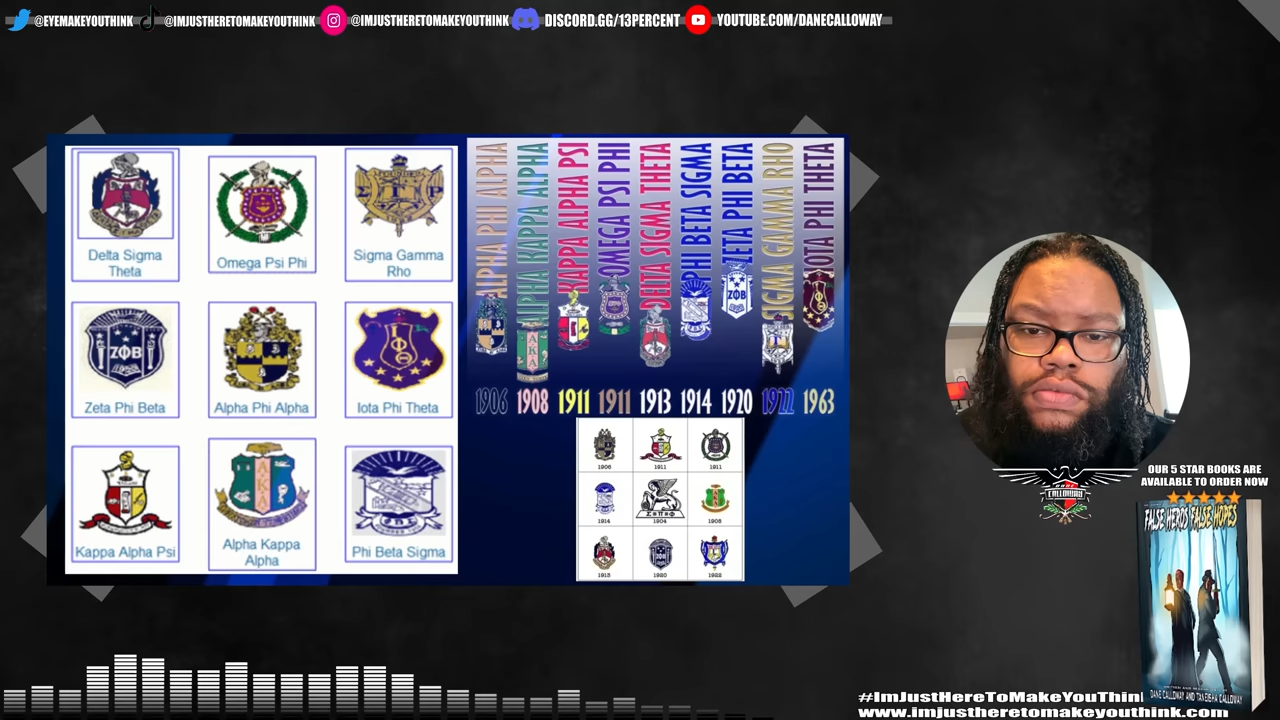 @EYEMAKEYOUTHINK
@IMJUSTHERETOMAKEYOUTHINK
@IMJUSTHERETOMAKEYOUTHINK
DISCORD.GG/13PERCENT
YOUTUBE.COM/DANECALLOWAY
Delta Sigma
Theta
Omega Psi Phi
Sigma Gamma
Rho
ΖΦΒ
Zeta Phi Beta
Alpha Phi Alpha
ΙΦΘ
Iota Phi Theta
Kappa Alpha Psi
ΑΚΑ
Alpha Kappa
Alpha
Phi Beta Sigma
ALPHA PHI ALPHA
ALPHA KAPPA ALPHA
KAPPA ALPHA PSI
OMEGA PSI PHI
DELTA SIGMA THETA
PHI BETA SIGMA
ZETA PHI BETA
SIGMA GAMMA RHO
IOTA PHI THETA
ΖΦΒ
1906 1908 1911 1911 1913 1914 1920 1922 1963
1906 1911 1911
1914 1904 1908
1913 1920 1922
CALLOWAY
OUR 5 STAR BOOKS ARE
AVAILABLE TO ORDER NOW
FALSE HEROS FALSE HOPES
#ImJustHereToMakeYouThin
www.imjustheretomakeyouthink.com